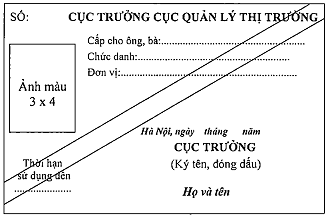 SỐ: CỤC TRƯỞNG CỤC QUẢN LÝ THỊ TRƯỜNG
Cấp cho ông, bà:
Chức danh:
Đơn vị:
Ảnh màu
3 x 4
Hà Nội, ngày tháng năm
CỤC TRƯỞNG
(Ký tên, đóng dấu)
Thời hạn
sử dụng đến
Họ và tên